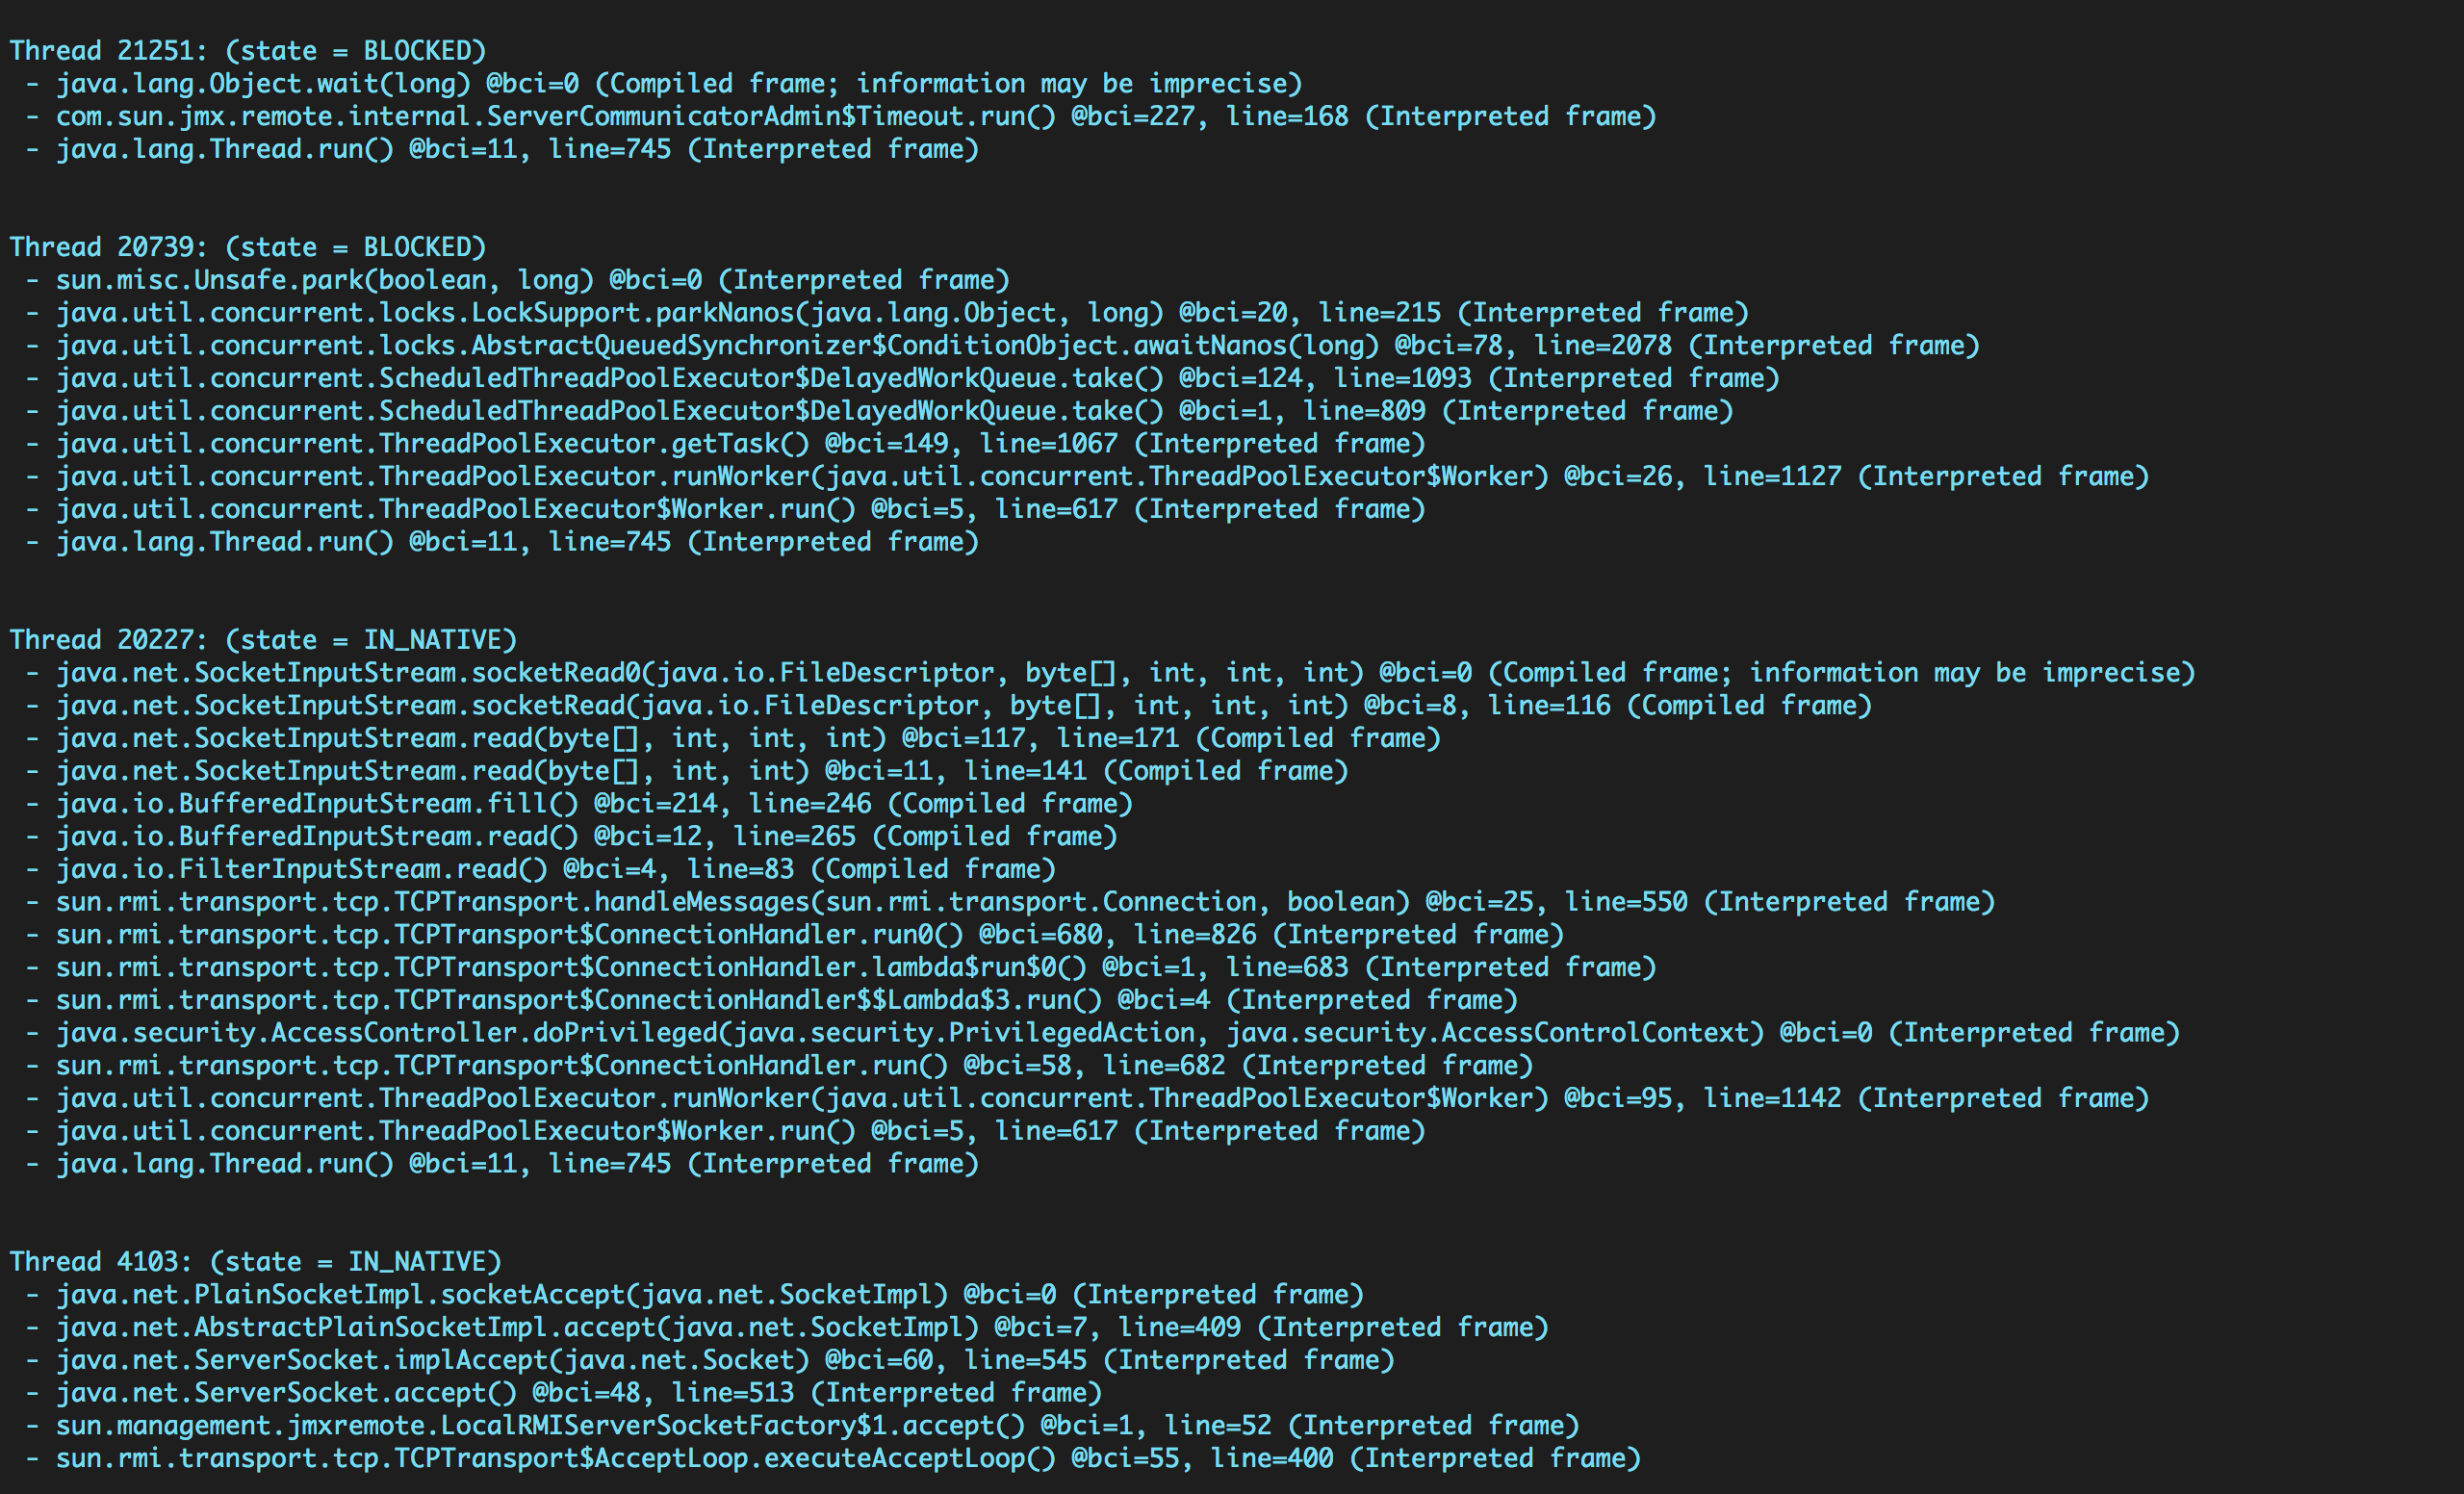 Thread 21251: (state = BLOCKED)
- java.lang.Object.wait(long) @bci=0 (Compiled frame; information may be imprecise)
- com.sun.jmx.remote.internal.ServerCommunicatorAdmin$Timeout.run() @bci=227, line=168 (Interpreted frame)
- java.lang.Thread.run() @bci=11, line=745 (Interpreted frame)
Thread 20739: (state = BLOCKED)
- sun.misc.Unsafe.park(boolean, long) @bci=0 (Interpreted frame)
- java.util.concurrent.locks.LockSupport.parkNanos(java.lang.Object, long) @bci=20, line=215 (Interpreted frame)
- java.util.concurrent.locks.AbstractQueuedSynchronizer$ConditionObject.awaitNanos(long) @bci=78, line=2078 (Interpreted frame)
- java.util.concurrent.ScheduledThreadPoolExecutor$DelayedWorkQueue.take() @bci=124, line=1093 (Interpreted frame)
- java.util.concurrent.ScheduledThreadPoolExecutor$DelayedWorkQueue.take() @bci=1, line=809 (Interpreted frame)
- java.util.concurrent.ThreadPoolExecutor.getTask() @bci=149, line=1067 (Interpreted frame)
- java.util.concurrent.ThreadPoolExecutor.runWorker(java.util.concurrent.ThreadPoolExecutor$Worker) @bci=26, line=1127 (Interpreted frame)
- java.util.concurrent.ThreadPoolExecutor$Worker.run() @bci=5, line=617 (Interpreted frame)
- java.lang.Thread.run() @bci=11, line=745 (Interpreted frame)
Thread 20227: (state = IN_NATIVE)
- java.net.SocketInputStream.socketRead0(java.io.FileDescriptor, byte[], int, int, int) @bci=0 (Compiled frame; information may be imprecise)
- java.net.SocketInputStream.socketRead(java.io.FileDescriptor, byte[], int, int, int) @bci=8, line=116 (Compiled frame)
- java.net.SocketInputStream.read(byte[], int, int, int) @bci=117, line=171 (Compiled frame)
- java.net.SocketInputStream.read(byte[], int, int) @bci=11, line=141 (Compiled frame)
- java.io.BufferedInputStream.fill() @bci=214, line=246 (Compiled frame)
- java.io.BufferedInputStream.read() @bci=12, line=265 (Compiled frame)
- java.io.FilterInputStream.read() @bci=4, line=83 (Compiled frame)
- sun.rmi.transport.tcp.TCPTransport.handleMessages(sun.rmi.transport.Connection, boolean) @bci=25, line=550 (Interpreted frame)
- sun.rmi.transport.tcp.TCPTransport$ConnectionHandler.run0() @bci=680, line=826 (Interpreted frame)
- sun.rmi.transport.tcp.TCPTransport$ConnectionHandler.lambda$run$0() @bci=1, line=683 (Interpreted frame)
- sun.rmi.transport.tcp.TCPTransport$ConnectionHandler$$Lambda$3.run() @bci=4 (Interpreted frame)
- java.security.AccessController.doPrivileged(java.security.PrivilegedAction, java.security.AccessControlContext) @bci=0 (Interpreted frame)
- sun.rmi.transport.tcp.TCPTransport$ConnectionHandler.run() @bci=58, line=682 (Interpreted frame)
- java.util.concurrent.ThreadPoolExecutor.runWorker(java.util.concurrent.ThreadPoolExecutor$Worker) @bci=95, line=1142 (Interpreted frame)
- java.util.concurrent.ThreadPoolExecutor$Worker.run() @bci=5, line=617 (Interpreted frame)
- java.lang.Thread.run() @bci=11, line=745 (Interpreted frame)
Thread 4103: (state = IN_NATIVE)
- java.net.PlainSocketImpl.socketAccept(java.net.SocketImpl) @bci=0 (Interpreted frame)
- java.net.AbstractPlainSocketImpl.accept(java.net.SocketImpl) @bci=7, line=409 (Interpreted frame)
- java.net.ServerSocket.implAccept(java.net.Socket) @bci=60, line=545 (Interpreted frame)
- java.net.ServerSocket.accept() @bci=48, line=513 (Interpreted frame)
- sun.management.jmxremote.LocalRMIServerSocketFactory$1.accept() @bci=1, line=52 (Interpreted frame)
- sun.rmi.transport.tcp.TCPTransport$AcceptLoop.executeAcceptLoop() @bci=55, line=400 (Interpreted frame)